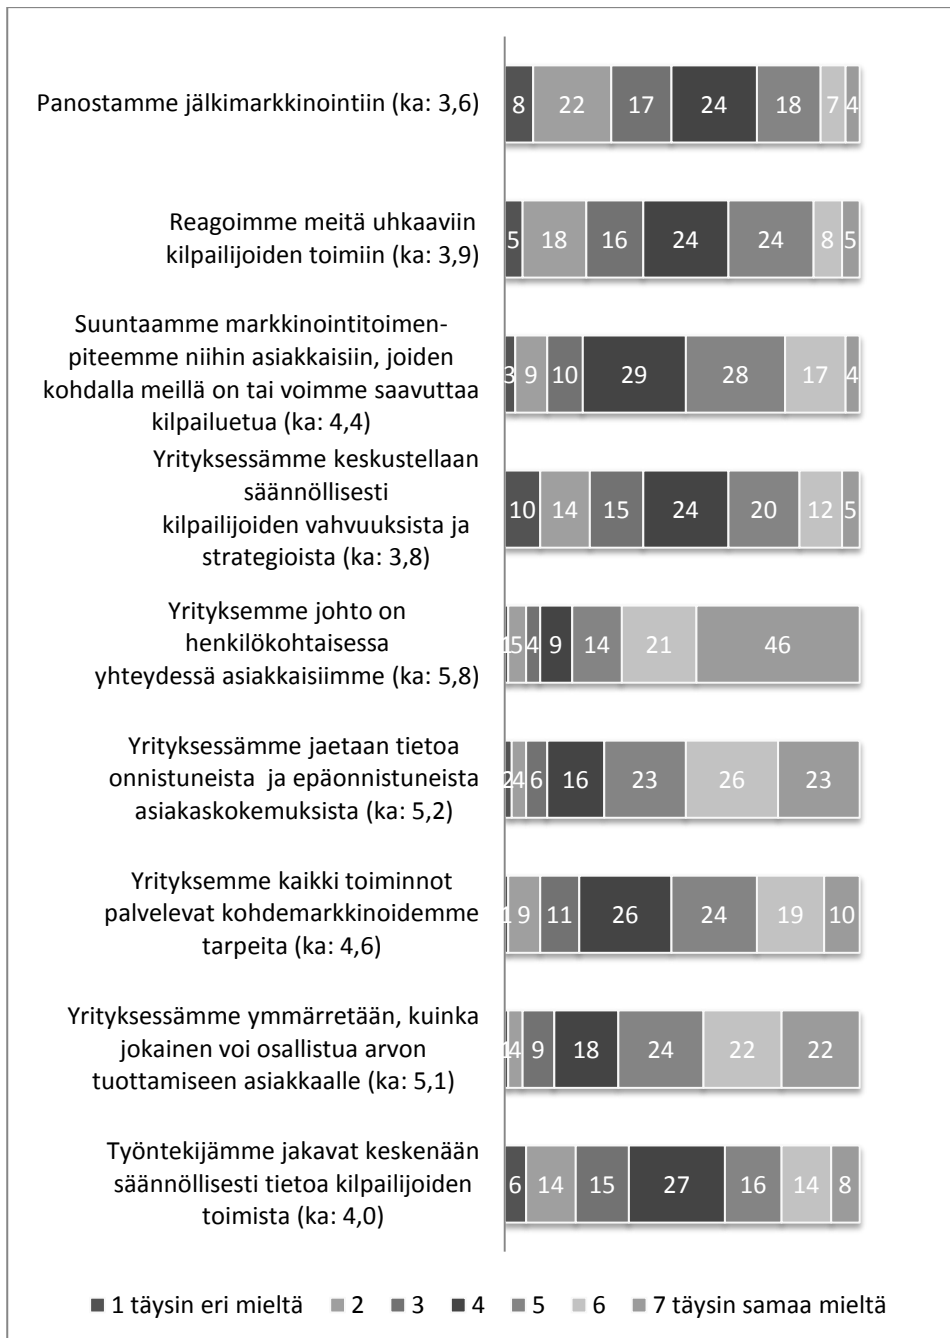 Panostamme jälkimarkkinointiin (ka: 3,6)
8 22 17 24 18 7 4
Reagoimme meitä uhkaaviin
kilpailijoiden toimiin (ka: 3,9)
5 18 16 24 24 8 5
Suuntaamme markkinointitoimen-
piteemme niihin asiakkaisiin, joiden
kohdalla meillä on tai voimme saavuttaa
kilpailuetua (ka: 4,4)
3 9 10 29 28 17 4
Yrityksessämme keskustellaan
säännöllisesti
kilpailijoiden vahvuuksista ja
strategioista (ka: 3,8)
10 14 15 24 20 12 5
Yrityksemme johto on
henkilökohtaisessa
yhteydessä asiakkaisiimme (ka: 5,8)
1 5 4 9 14 21 46
Yrityksessämme jaetaan tietoa
onnistuneista ja epäonnistuneista
asiakaskokemuksista (ka: 5,2)
2 4 6 16 23 26 23
Yrityksemme kaikki toiminnot
palvelevat kohdemarkkinoidemme
tarpeita (ka: 4,6)
1 9 11 26 24 19 10
Yrityksessämme ymmärretään, kuinka
jokainen voi osallistua arvon
tuottamiseen asiakkaalle (ka: 5,1)
1 4 9 18 24 22 22
Työntekijämme jakavat keskenään
säännöllisesti tietoa kilpailijoiden
toimista (ka: 4,0)
6 14 15 27 16 14 8
1 täysin eri mieltä 2 3 4 5 6 7 täysin samaa mieltä